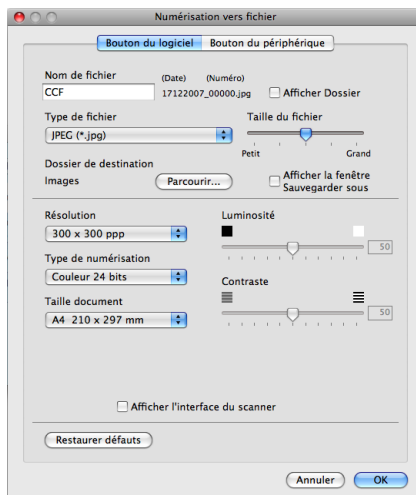 Numérisation vers fichier
Bouton du logiciel Bouton du périphérique
Nom de fichier (Date) (Numéro)
CCF 17122007_00000.jpg Afficher Dossier
Type de fichier Taille du fichier
JPEG (*.jpg)
Petit Grand
Dossier de destination
Images Parcourir... Afficher la fenêtre
Sauvegarder sous
Résolution Luminosité
300 x 300 ppp
50
Type de numérisation
Couleur 24 bits
Contraste
Taille document
A4 210 x 297 mm 50
Afficher l'interface du scanner
Restaurer défauts
Annuler OK